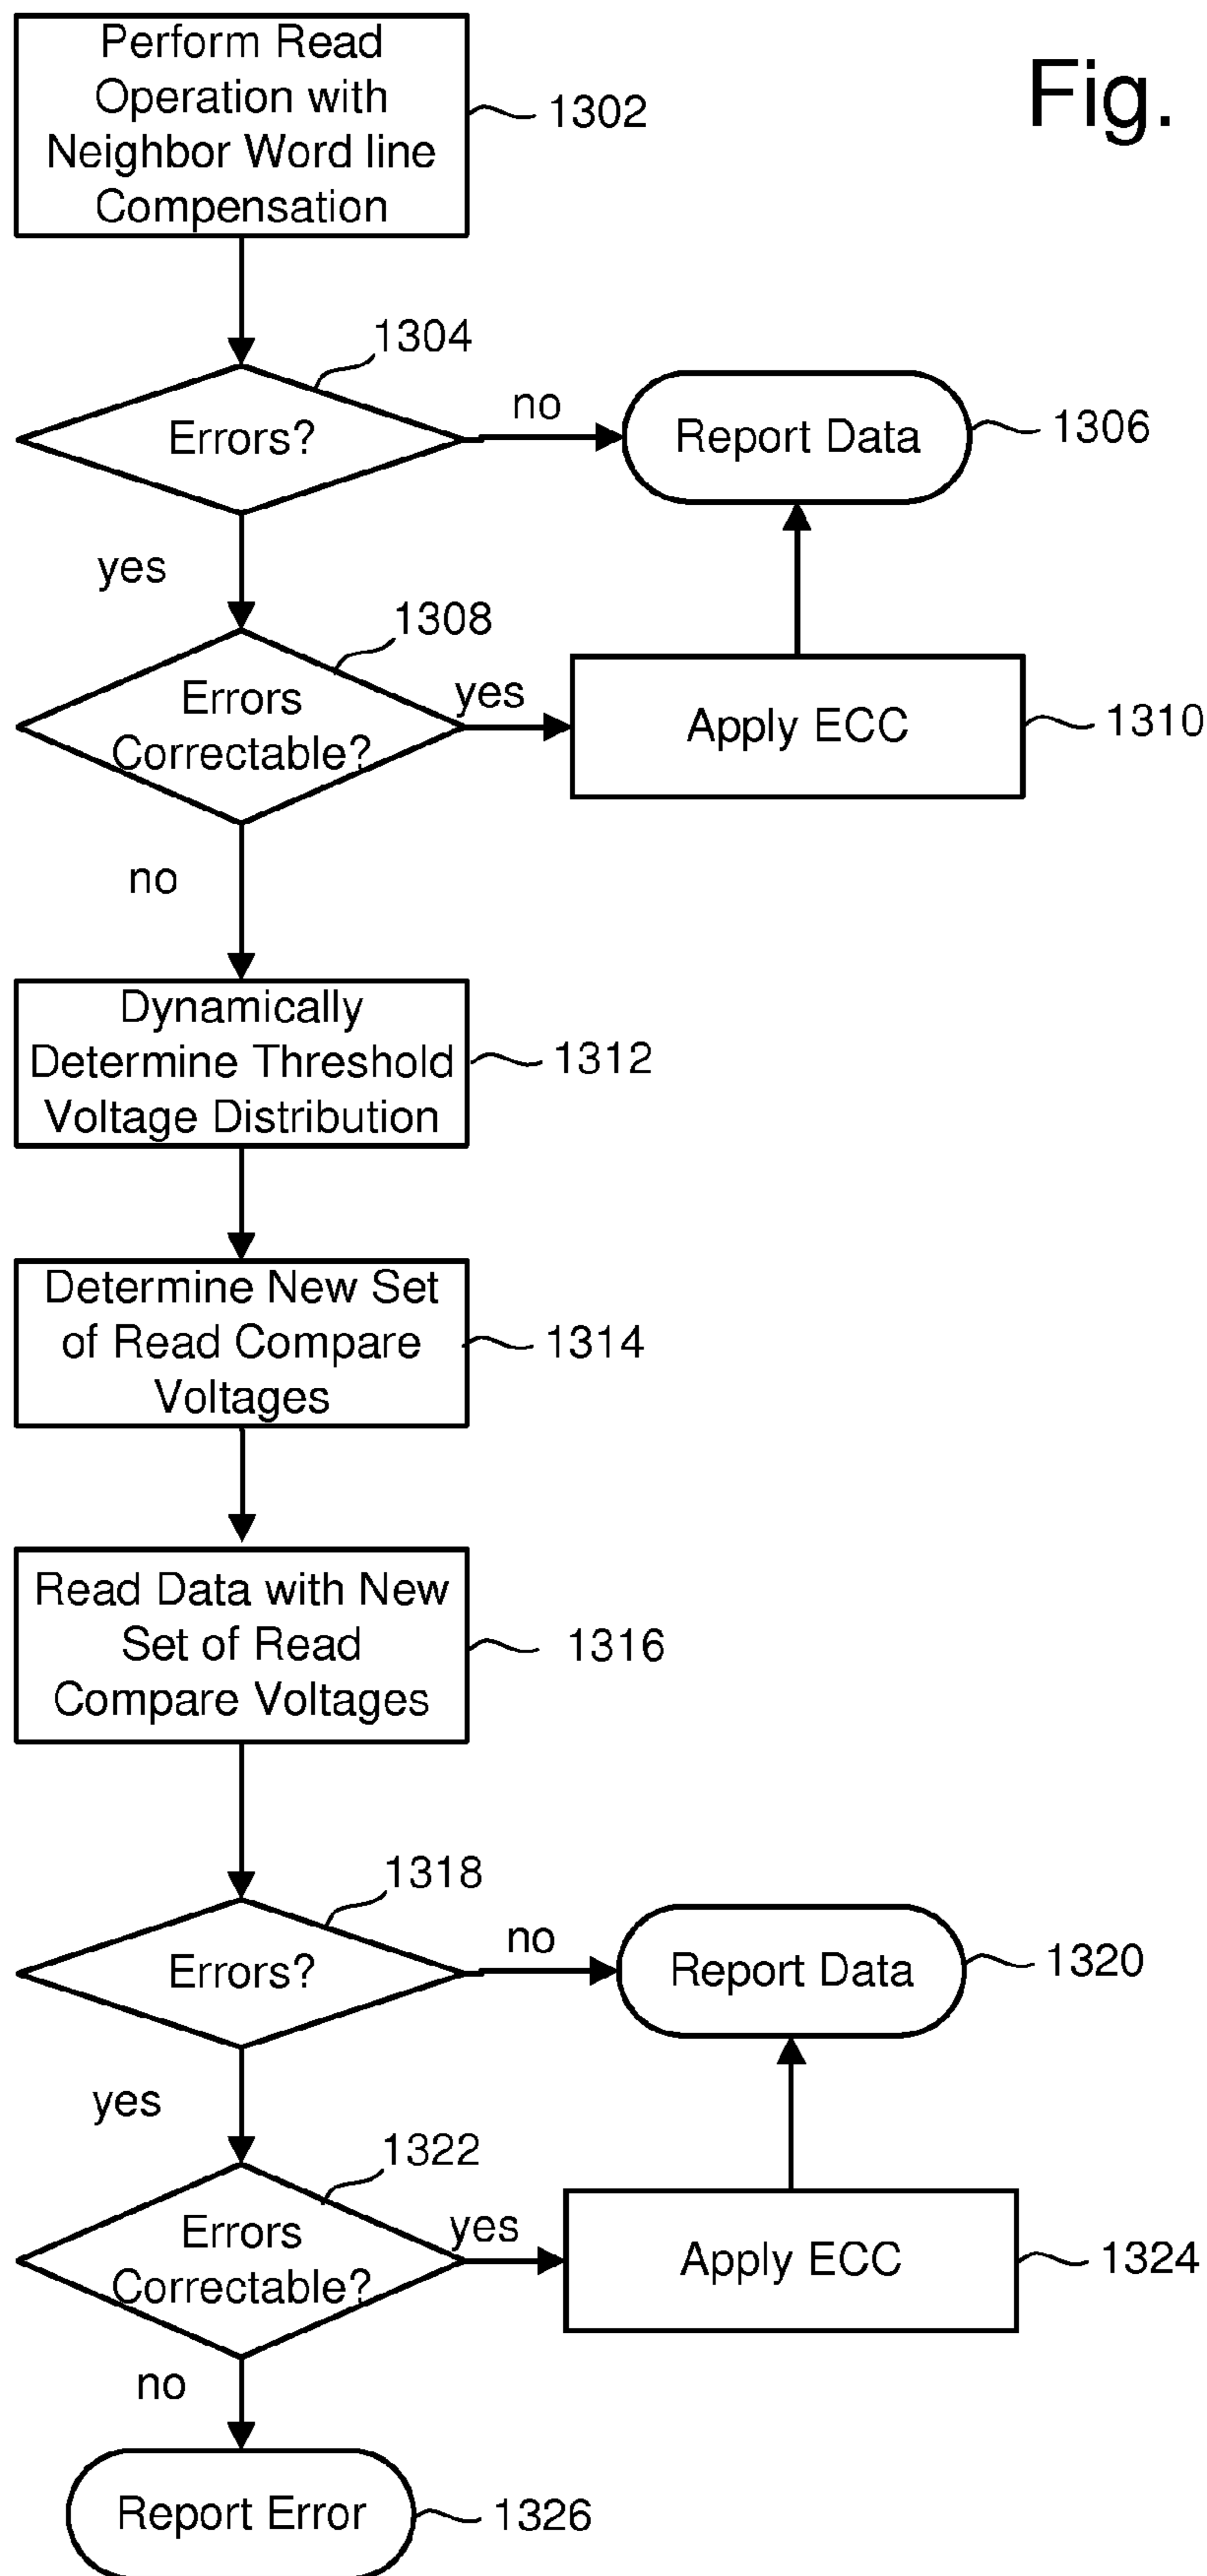 Fig.
Perform Read
Operation with
Neighbor Word line
Compensation
1302
1304
Errors?
no
Report Data
1306
yes
1308
Errors
Correctable?
yes
Apply ECC
1310
no
Dynamically
Determine Threshold
Voltage Distribution
1312
Determine New Set
of Read Compare
Voltages
1314
Read Data with New
Set of Read
Compare Voltages
1316
1318
Errors?
no
Report Data
1320
yes
1322
Errors
Correctable?
yes
Apply ECC
1324
no
Report Error
1326